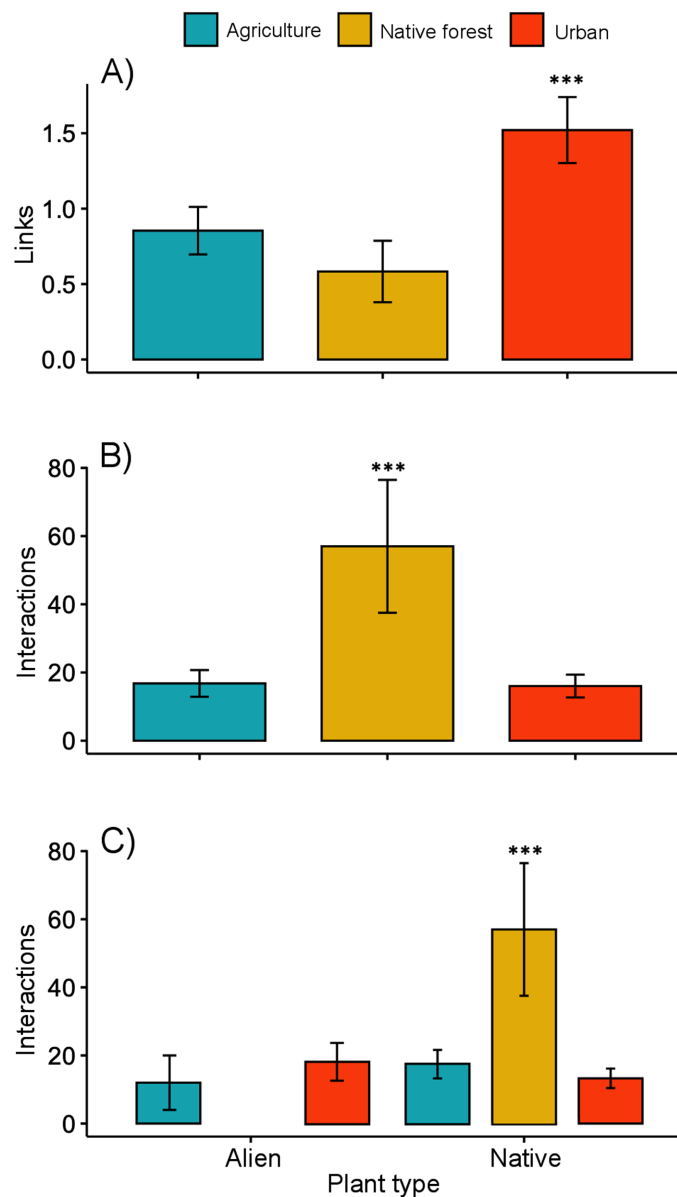 Agriculture Native forest Urban
A)
***
1.5
1.0
0.5
0.0
Links
B)
***
80
60
40
20
0
Interactions
C)
***
80
60
40
20
0
Interactions
Alien Native
Plant type